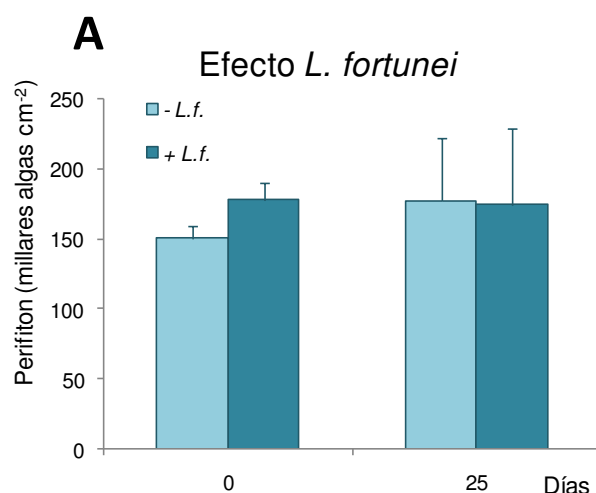 A
Efecto L. fortunei
Perifiton (millares algas cm-2)
250
200
150
100
50
0
- L.f.
+ L.f.
0
25
Días